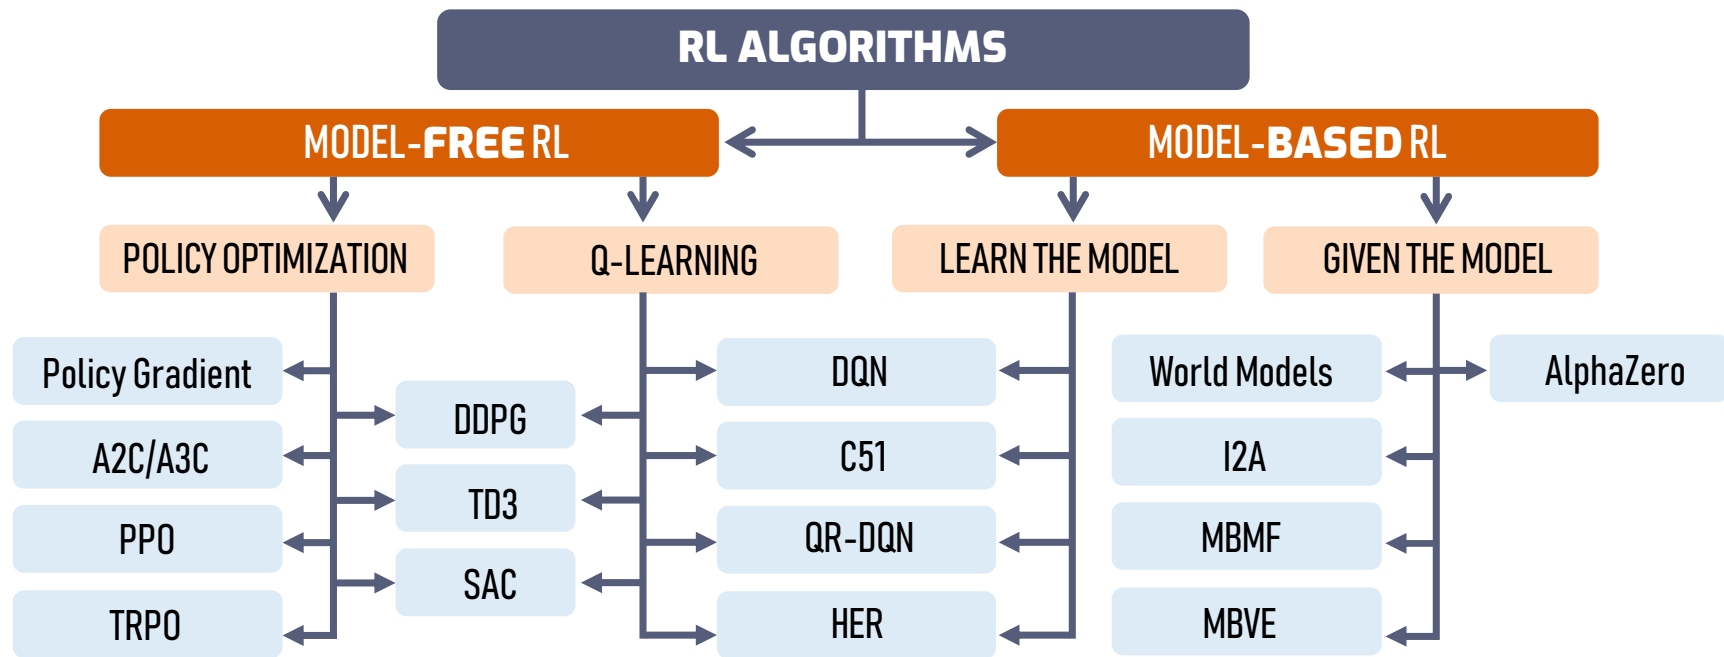 RL ALGORITHMS
MODEL-FREE RL
MODEL-BASED RL
POLICY OPTIMIZATION
Q-LEARNING
LEARN THE MODEL
GIVEN THE MODEL
Policy Gradient
DQN
World Models
AlphaZero
DDPG
A2C/A3C
C51
I2A
TD3
PPO
QR-DQN
MBMF
SAC
TRPO
HER
MBVE